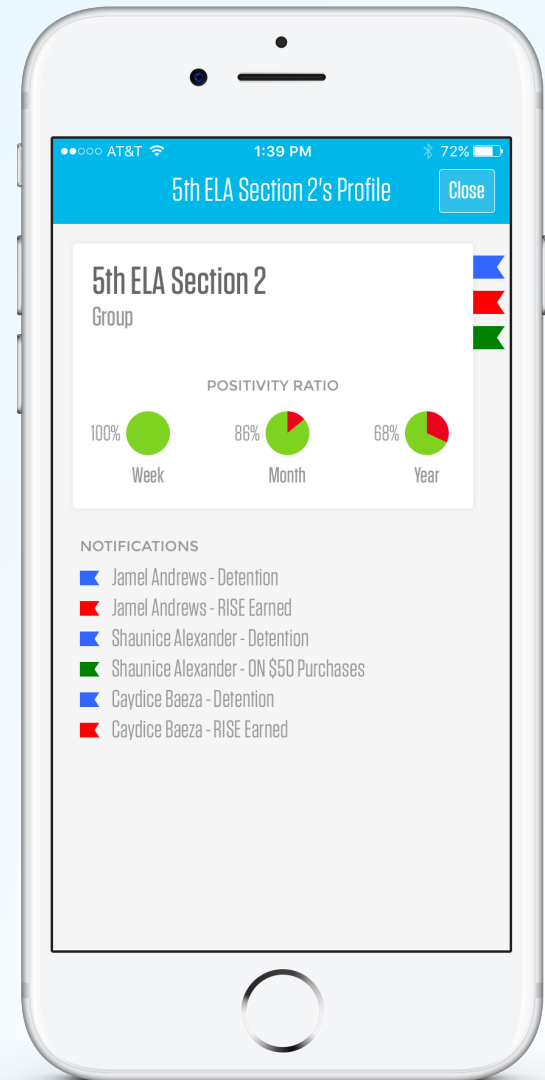 AT&T 1:39 PM 72%
5th ELA Section 2's Profile Close
5th ELA Section 2
Group
POSITIVITY RATIO
100% 86% 68%
Week Month Year
NOTIFICATIONS
Jamel Andrews - Detention
Jamel Andrews - RISE Earned
Shaunice Alexander - Detention
Shaunice Alexander - ON $50 Purchases
Caydice Baeza - Detention
Caydice Baeza - RISE Earned